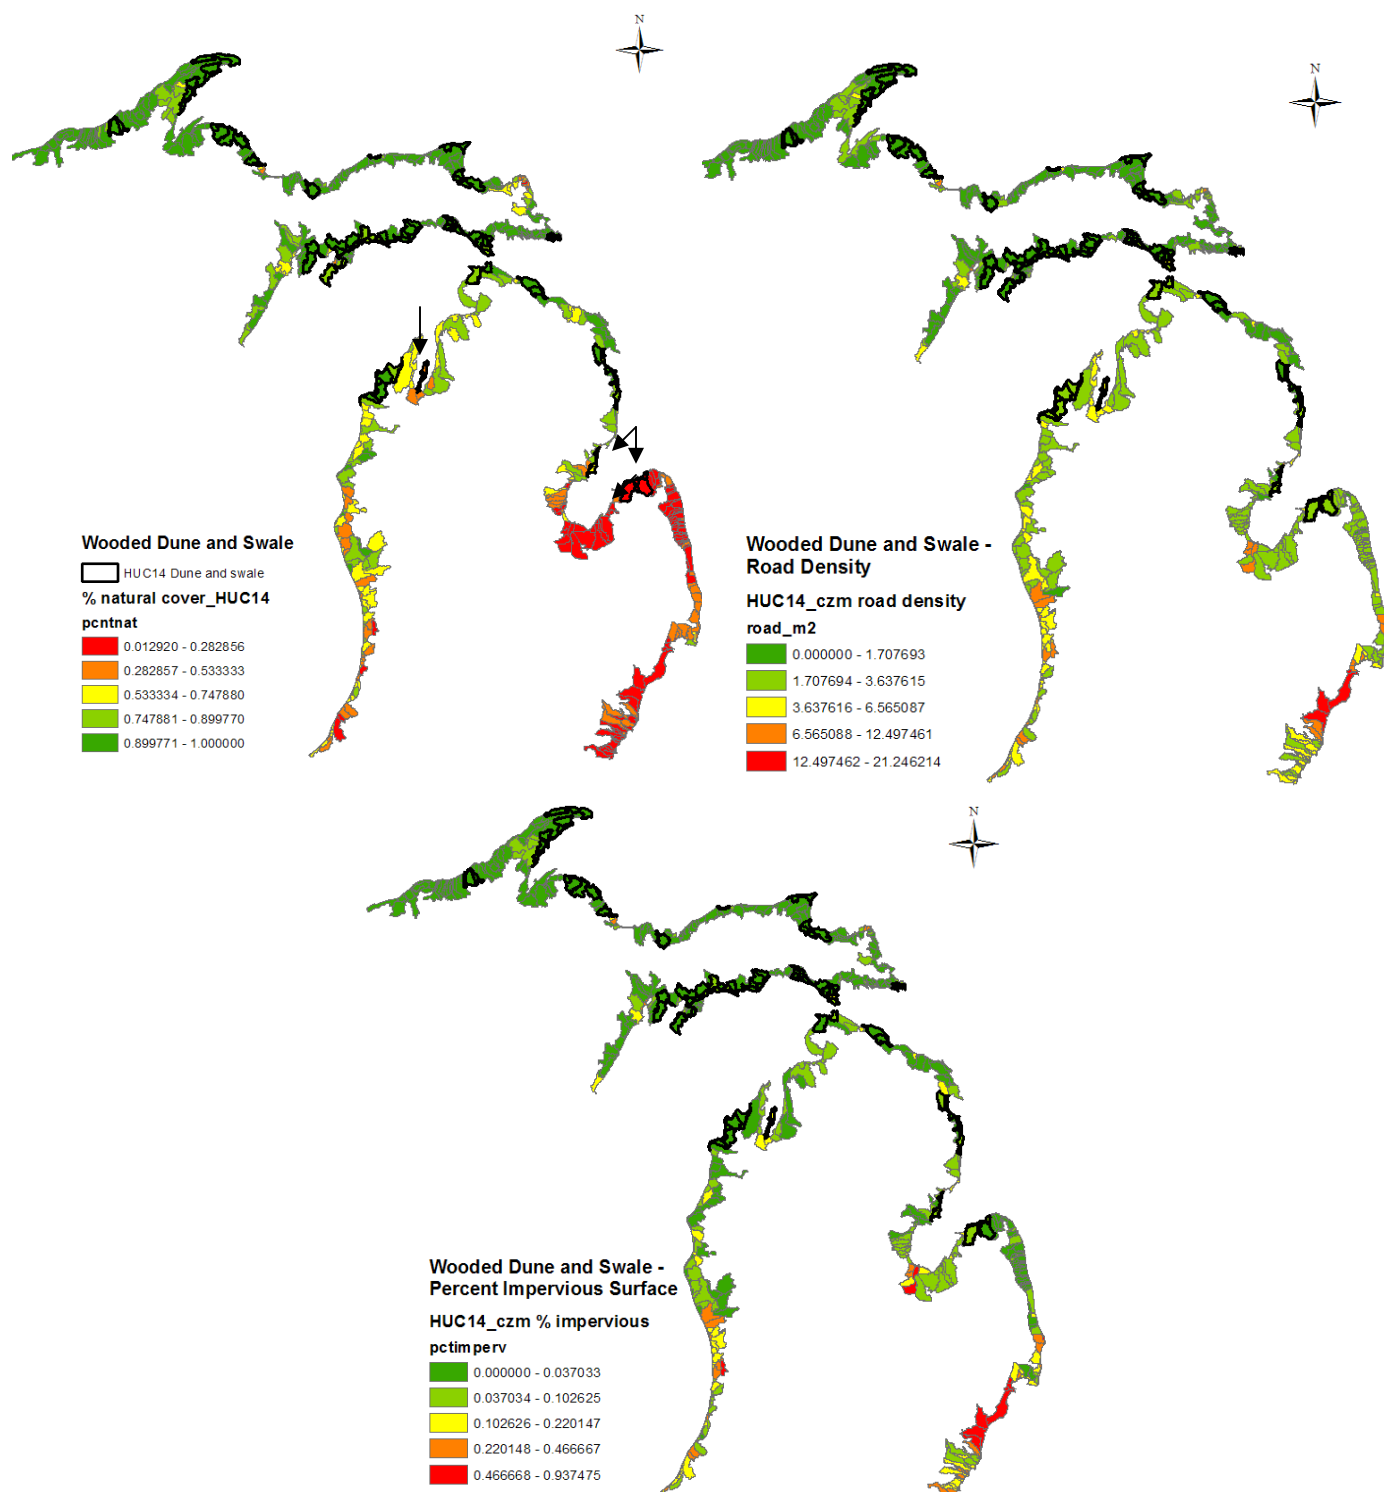 N
N
Wooded Dune and Swale
HUC14 Dune and swale
% natural cover_HUC14
pcntnat
0.012920 - 0.282856
0.282857 - 0.533333
0.533334 - 0.747880
0.747881 - 0.899770
0.899771 - 1.000000
Wooded Dune and Swale -
Road Density
HUC14_czm road density
road_m2
0.000000 - 1.707693
1.707694 - 3.637615
3.637616 - 6.565087
6.565088 - 12.497461
12.497462 - 21.246214
N
Wooded Dune and Swale -
Percent Impervious Surface
HUC14_czm % impervious
pctimperv
0.000000 - 0.037033
0.037034 - 0.102625
0.102626 - 0.220147
0.220148 - 0.466667
0.466668 - 0.937475